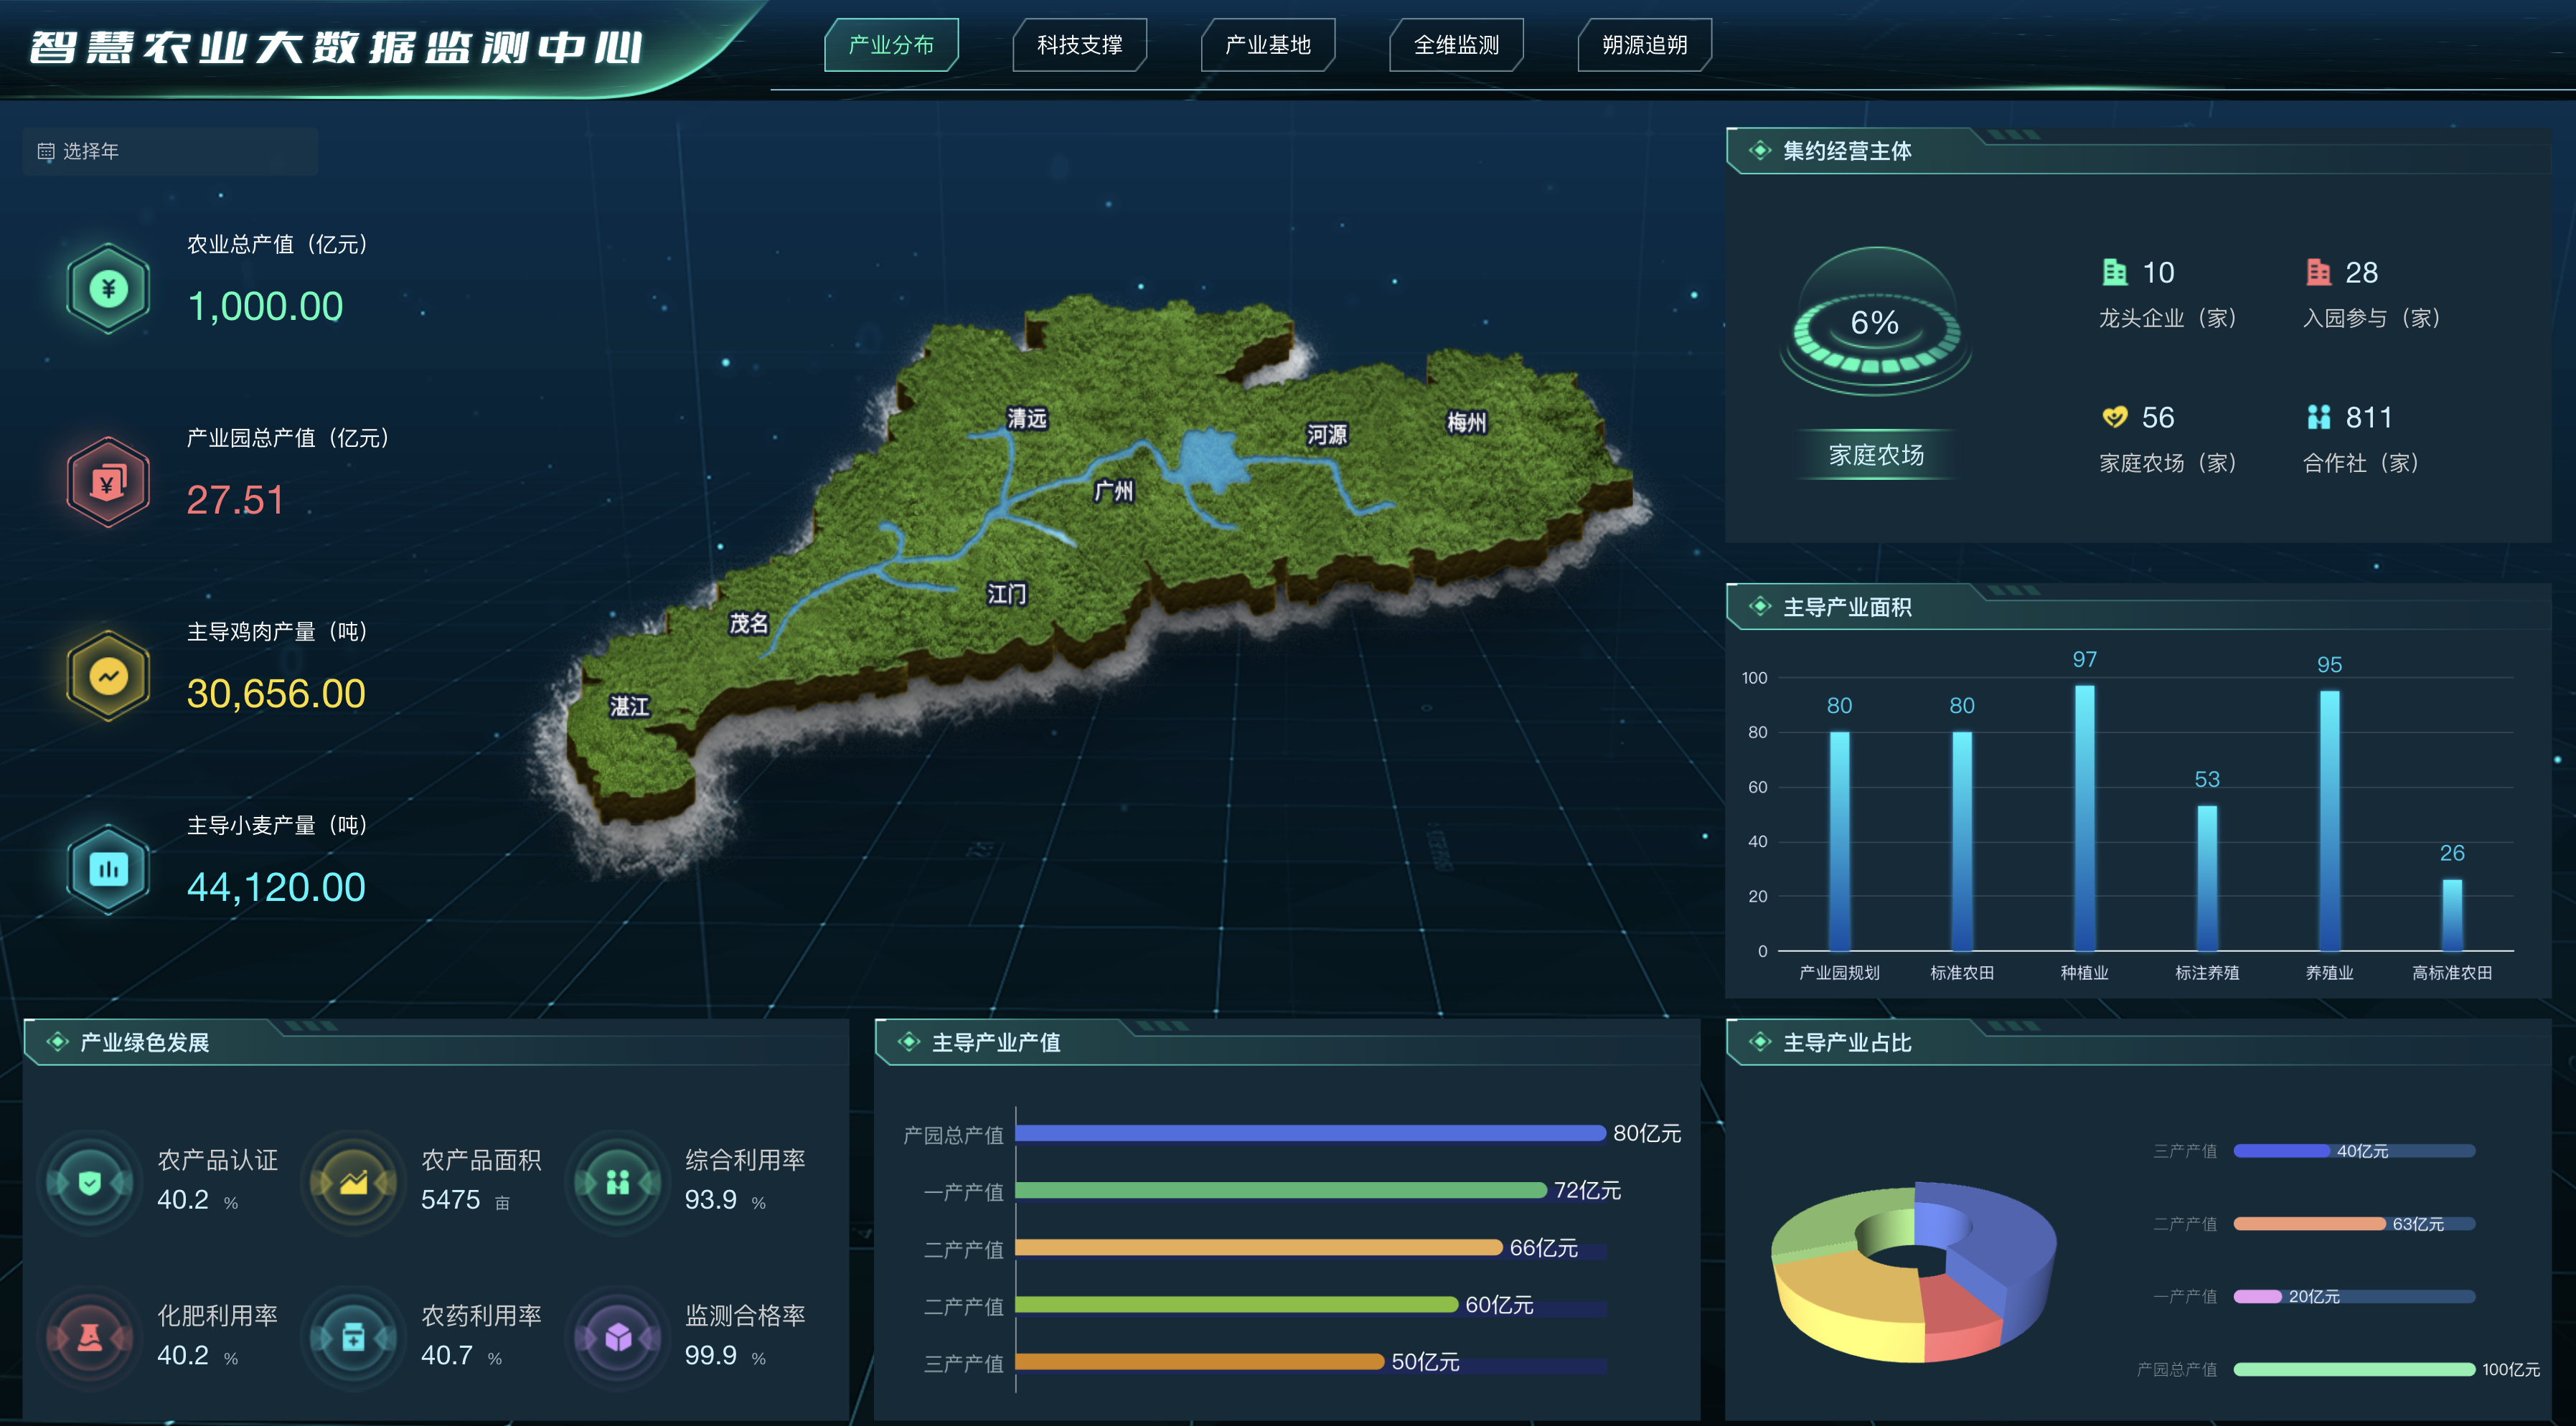 智慧农业大数据监测中心
产业分布
科技支撑
产业基地
全维监测
朔源追朔
选择年
农业总产值（亿元）
1,000.00
产业园总产值（亿元）
27.51
主导鸡肉产量（吨）
30,656.00
主导小麦产量（吨）
44,120.00
清远
河源
梅州
广州
江门
茂名
湛江
集约经营主体
6%
家庭农场
10
龙头企业（家）
28
入园参与（家）
56
家庭农场（家）
811
合作社（家）
主导产业面积
100
80
60
40
20
0
80
80
97
53
95
26
产业园规划
标准农田
种植业
标注养殖
养殖业
高标准农田
产业绿色发展
农产品认证
40.2 %
农产品面积
5475 亩
综合利用率
93.9 %
化肥利用率
40.2 %
农药利用率
40.7 %
监测合格率
99.9 %
主导产业产值
产园总产值 80亿元
一产产值 72亿元
二产产值 66亿元
二产产值 60亿元
三产产值 50亿元
主导产业占比
三产产值 40亿元
二产产值 63亿元
一产产值 20亿元
产园总产值 100亿元